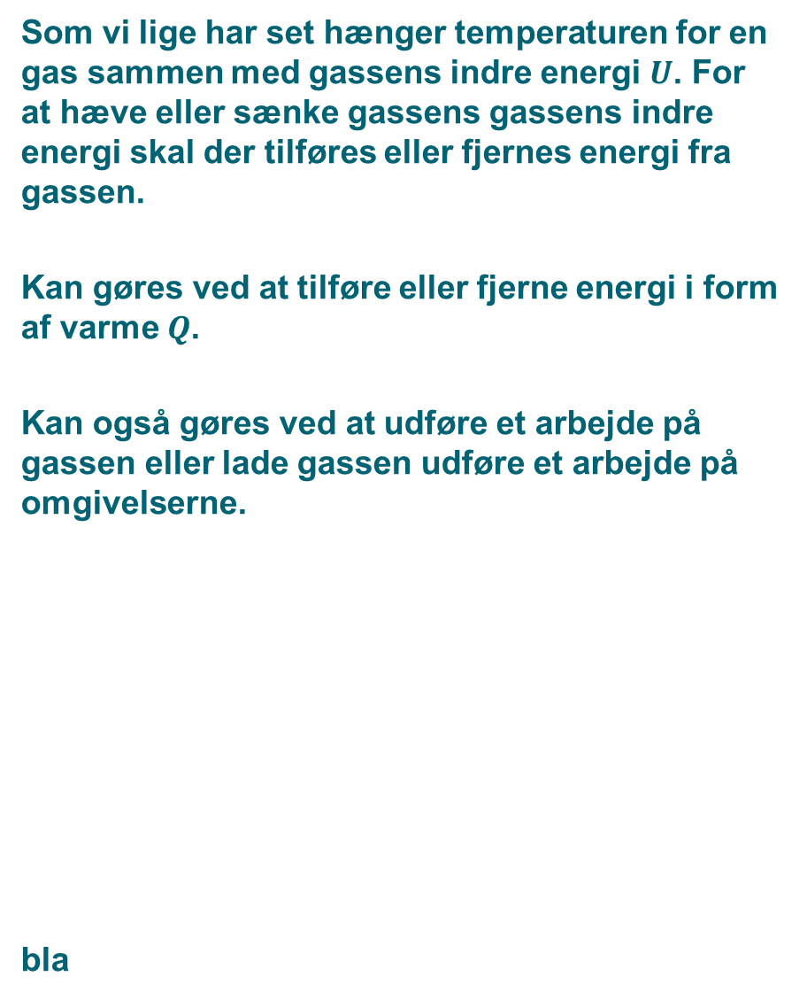 Som vi lige har set hænger temperaturen for en
gas sammen med gassens indre energi U. For
at hæve eller sænke gassens gassens indre
energi skal der tilføres eller fjernes energi fra
gassen.
Kan gøres ved at tilføre eller fjerne energi i form
af varme Q.
Kan også gøres ved at udføre et arbejde på
gassen eller lade gassen udføre et arbejde på
omgivelserne.
bla